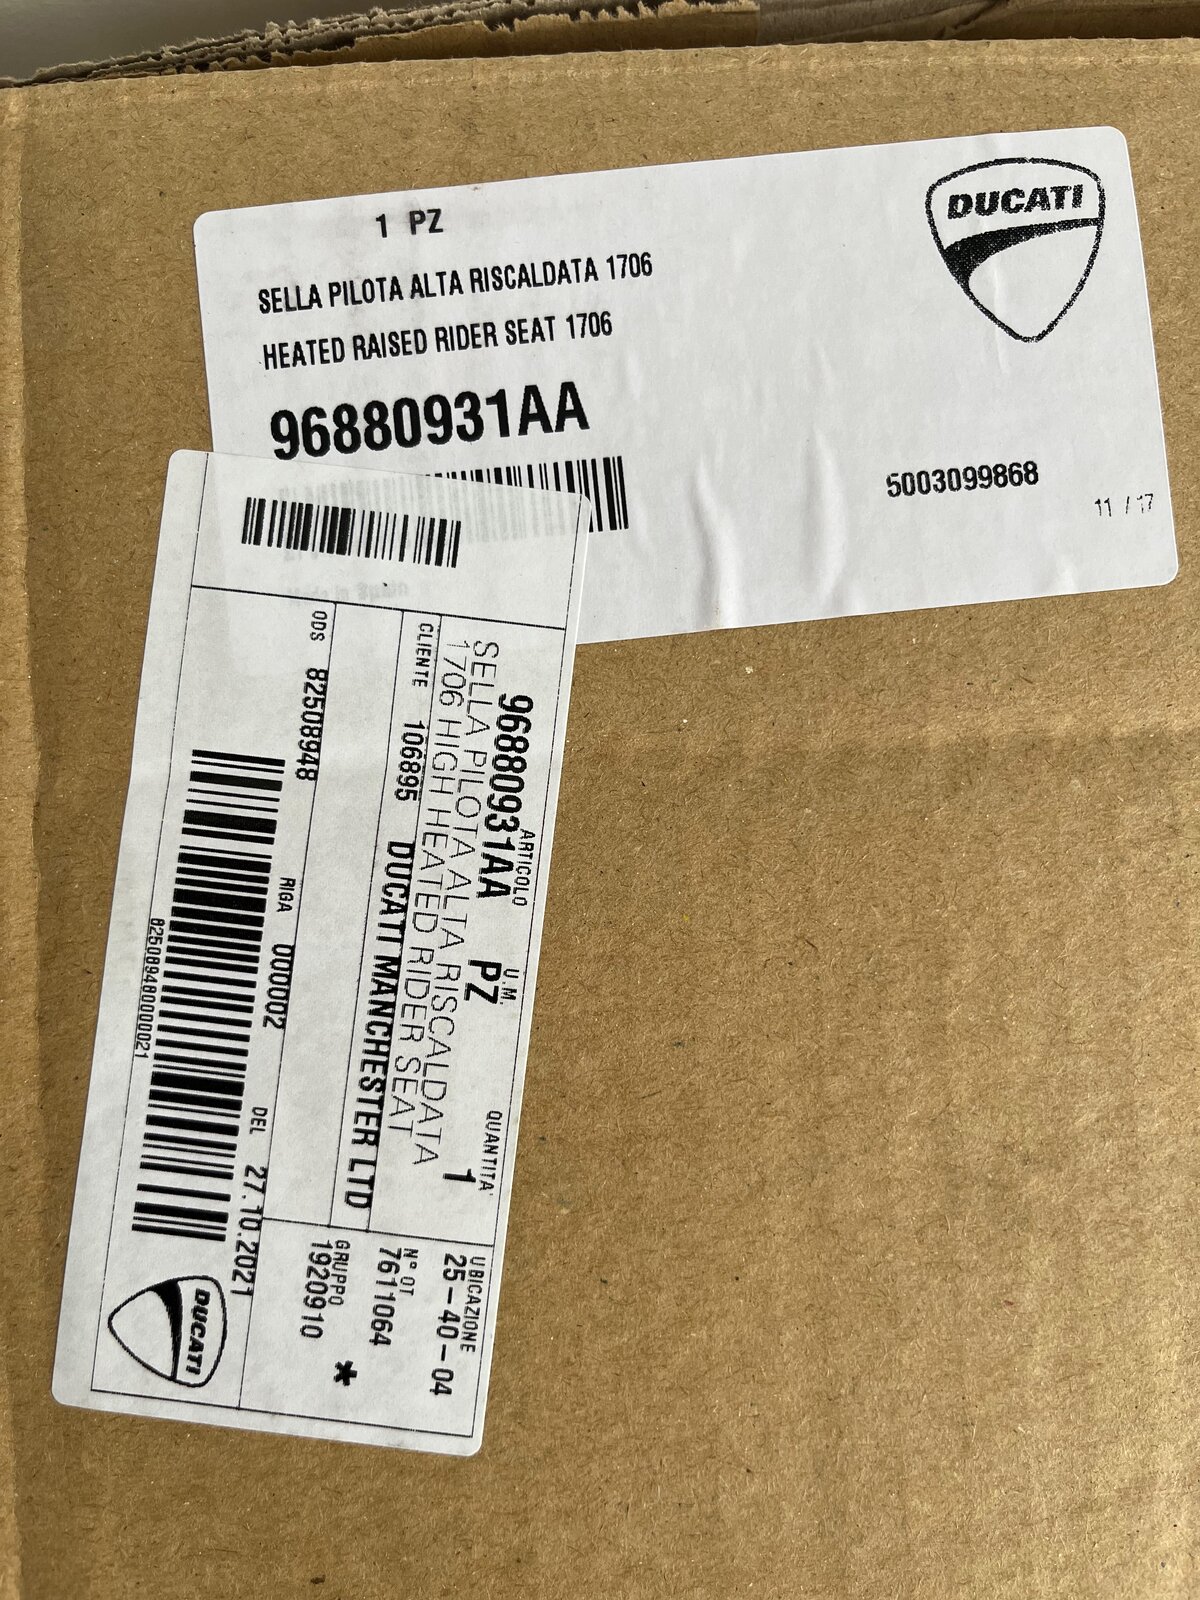 1 PZ
SELLA PILOTA ALTA RISCALDATA 1706
HEATED RAISED RIDER SEAT 1706
96880931AA
DUCATI
5003099868
11 / 17
ARTICOLO U.M. QUANTITA'
96880931AA PZ 1
SELLA PILOTA ALTA RISCALDATA
1706 HIGH HEATED RIDER SEAT
CLIENTE 106895 DUCATI MANCHESTER LTD
ODS 82508948 RIGA 000002 DEL 27.10.2021
825089480000021
UBICAZIONE
25-40-04
N° OT
7611064
GRUPPO
1920910 *
DUCATI